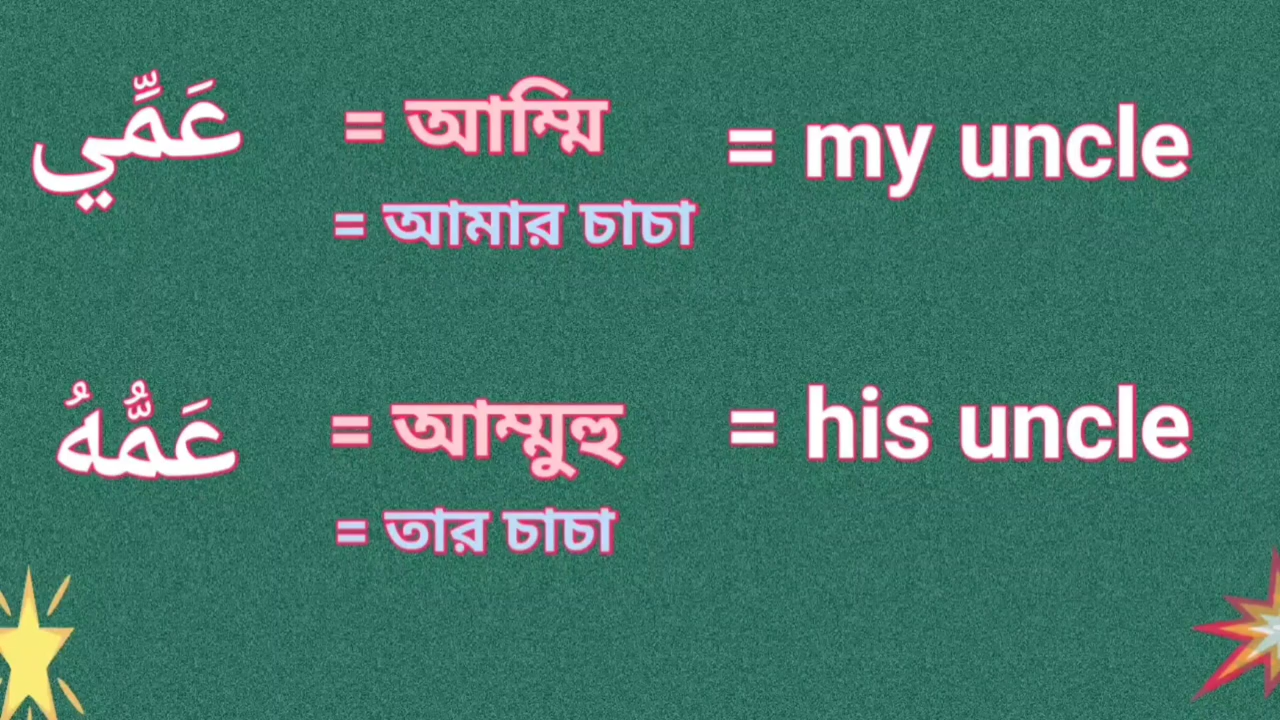 عَمِّي = আম্মি = my uncle
= আমার চাচা
عَمُّهُ = আম্মুহু = his uncle
= তার চাচা